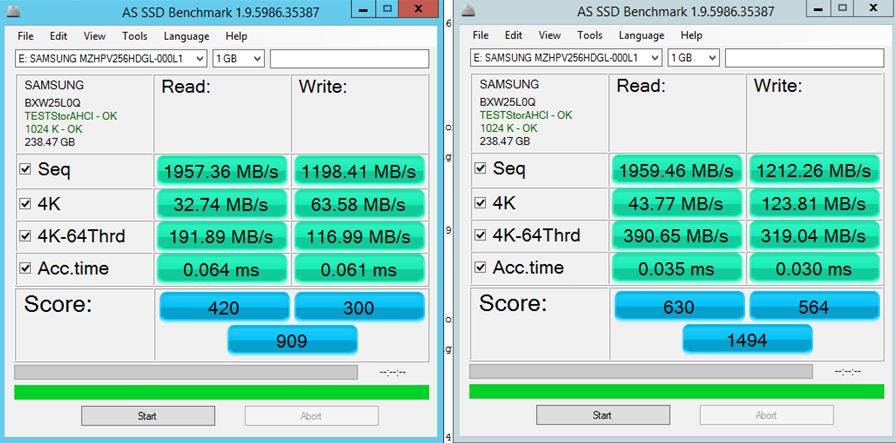 AS SSD Benchmark 1.9.5986.35387
File Edit View Tools Language Help
E: SAMSUNG MZHPV256HDGL-000L1 1 GB
SAMSUNG
BXW25L0Q
TESTStorAHCI - OK
1024 K - OK
238.47 GB
Read: Write:
Seq 1957.36 MB/s 1198.41 MB/s
4K 32.74 MB/s 63.58 MB/s
4K-64Thrd 191.89 MB/s 116.99 MB/s
Acc.time 0.064 ms 0.061 ms
Score: 420 300
909
--:--:--
Start Abort
AS SSD Benchmark 1.9.5986.35387
File Edit View Tools Language Help
E: SAMSUNG MZHPV256HDGL-000L1 1 GB
SAMSUNG
BXW25L0Q
TESTStorAHCI - OK
1024 K - OK
238.47 GB
Read: Write:
Seq 1959.46 MB/s 1212.26 MB/s
4K 43.77 MB/s 123.81 MB/s
4K-64Thrd 390.65 MB/s 319.04 MB/s
Acc.time 0.035 ms 0.030 ms
Score: 630 564
1494
--:--:--
Start Abort